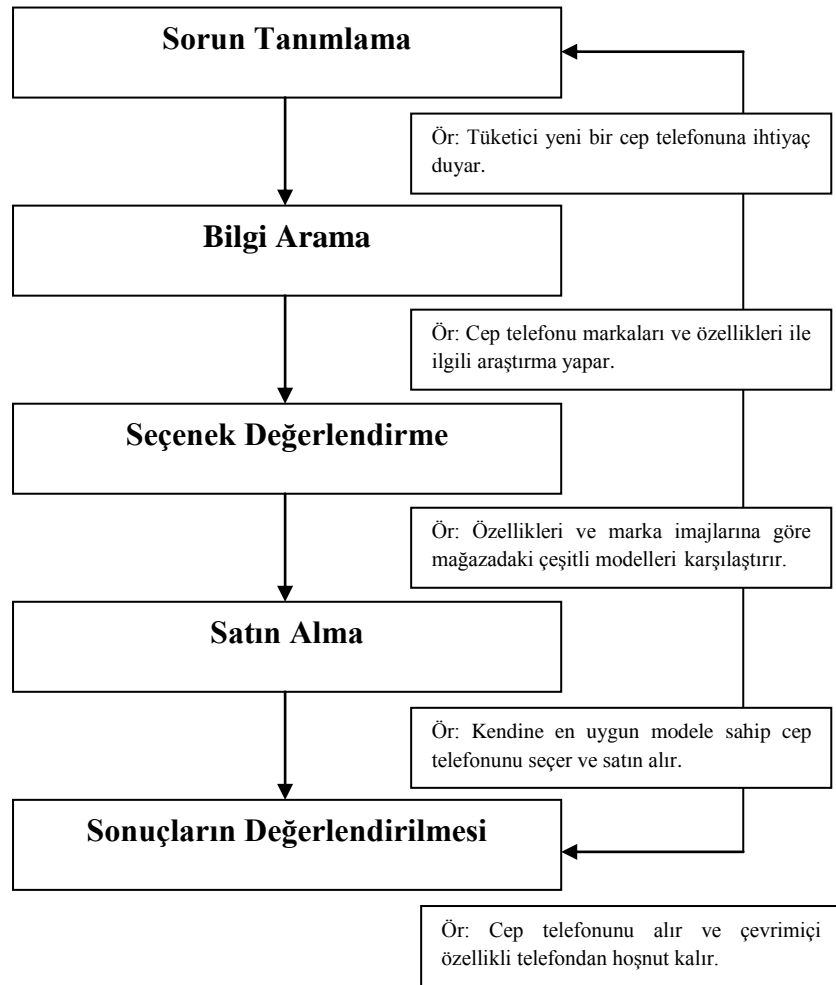 Sorun Tanımlama
Ör: Tüketici yeni bir cep telefonuna ihtiyaç
duyar.
Bilgi Arama
Ör: Cep telefonu markaları ve özellikleri ile
ilgili araştırma yapar.
Seçenek Değerlendirme
Ör: Özellikleri ve marka imajlarına göre
mağazadaki çeşitli modelleri karşılaştırır.
Satın Alma
Ör: Kendine en uygun modele sahip cep
telefonunu seçer ve satın alır.
Sonuçların Değerlendirilmesi
Ör: Cep telefonunu alır ve çevrimiçi
özellikli telefondan hoşnut kalır.